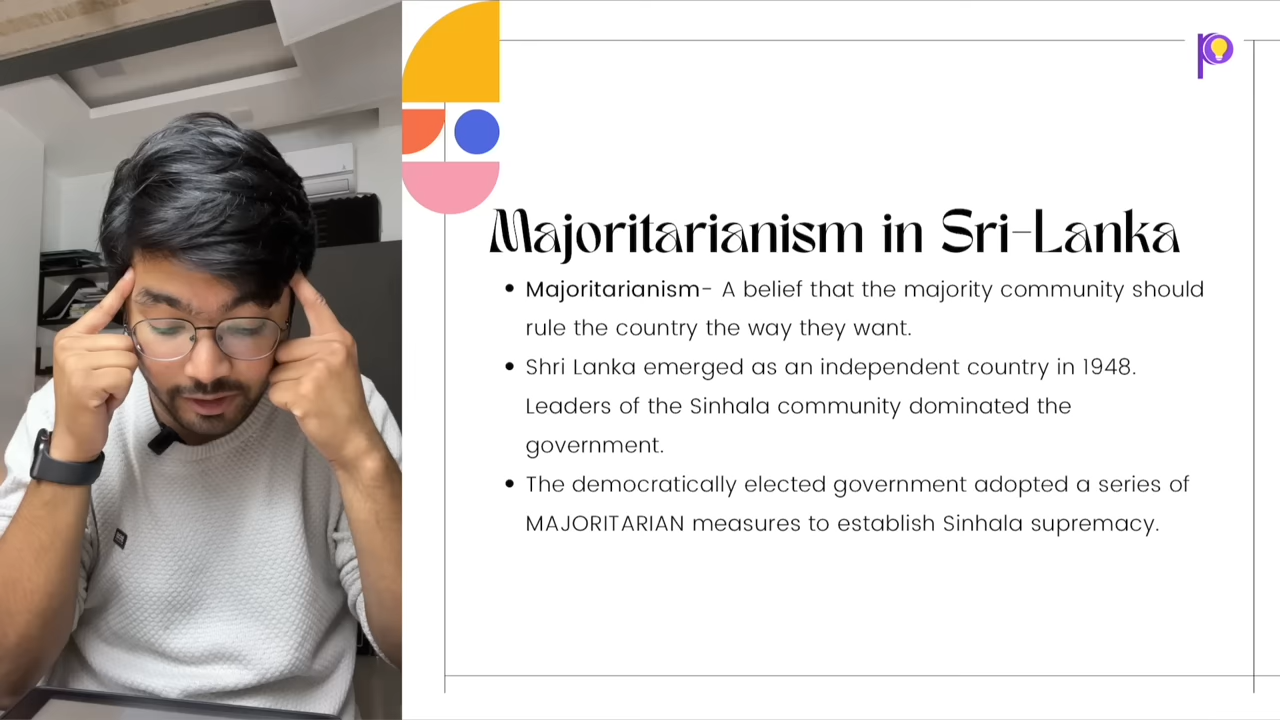 Majoritarianism in Sri-Lanka
• Majoritarianism- A belief that the majority community should
rule the country the way they want.
• Shri Lanka emerged as an independent country in 1948.
Leaders of the Sinhala community dominated the
government.
• The democratically elected government adopted a series of
MAJORITARIAN measures to establish Sinhala supremacy.